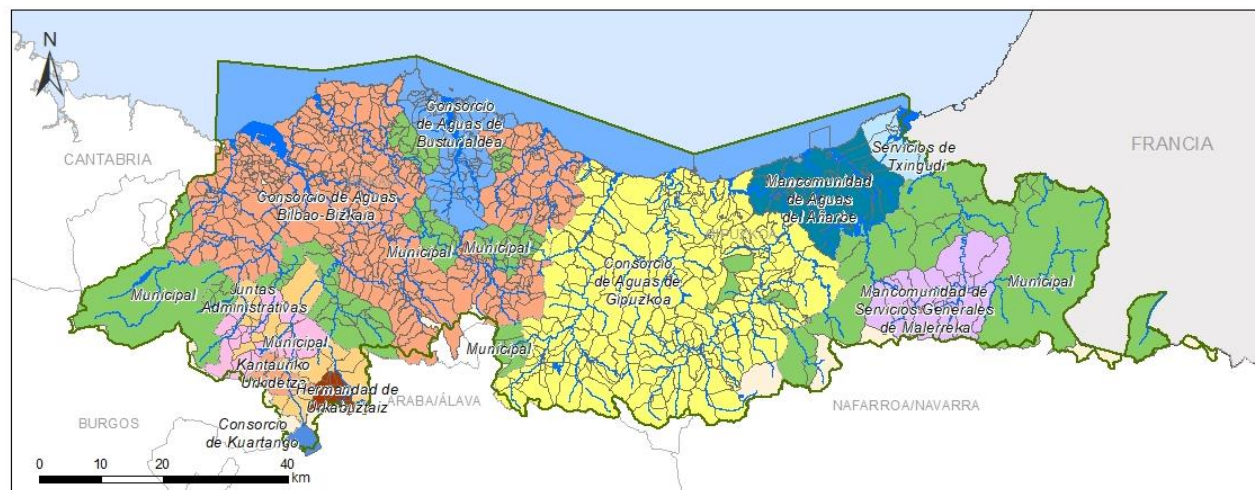 N
CANTABRIA
Consorcio
de Aguas de
Busturialdea
Servicios de
Txingudi
FRANCIA
Mancomunidad
de Aguas
del Añarbe
GIPUZKOA
Consorcio de Aguas
Bilbao-Bizkaia
Municipal
Municipal
Consorcio
de Aguas de
Gipuzkoa
Municipal
Juntas
Administrativas
Mancomunidad de
Servicios Generales
de Malerreka
Municipal
Municipal
Municipal
Kantauriko
Urkidetza
Hermandad de
Urkabuztaiz
ARABA/ÁLAVA
NAFARROA/NAVARRA
BURGOS
Consorcio
de Kuartango
0 10 20 40
km